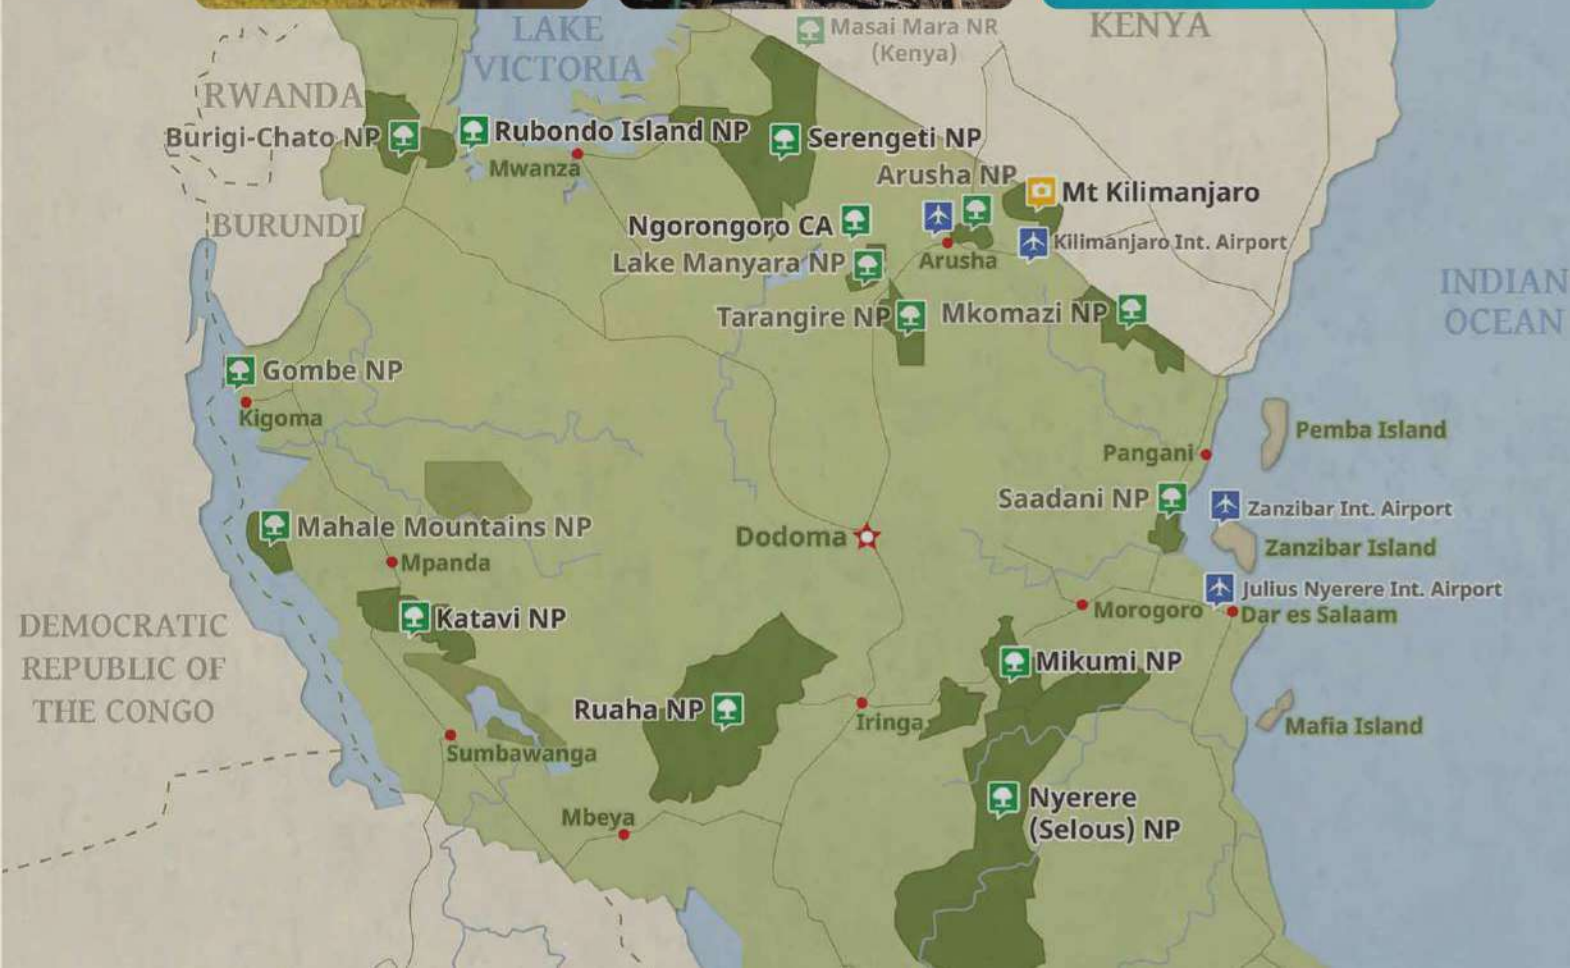 LAKE
VICTORIA
Masai Mara NR
(Kenya)
KENYA
RWANDA
Burigi-Chato NP
Rubondo Island NP
Mwanza
Serengeti NP
Arusha NP
Mt Kilimanjaro
BURUNDI
Ngorongoro CA
Kilimanjaro Int. Airport
Lake Manyara NP
Arusha
INDIAN
OCEAN
Tarangire NP
Mkomazi NP
Gombe NP
Kigoma
Pemba Island
Pangani
Saadani NP
Zanzibar Int. Airport
Mahale Mountains NP
Dodoma
Zanzibar Island
Mpanda
Julius Nyerere Int. Airport
Katavi NP
Morogoro
Dar es Salaam
DEMOCRATIC
REPUBLIC OF
THE CONGO
Mikumi NP
Ruaha NP
Iringa
Mafia Island
Sumbawanga
Nyerere
(Selous) NP
Mbeya